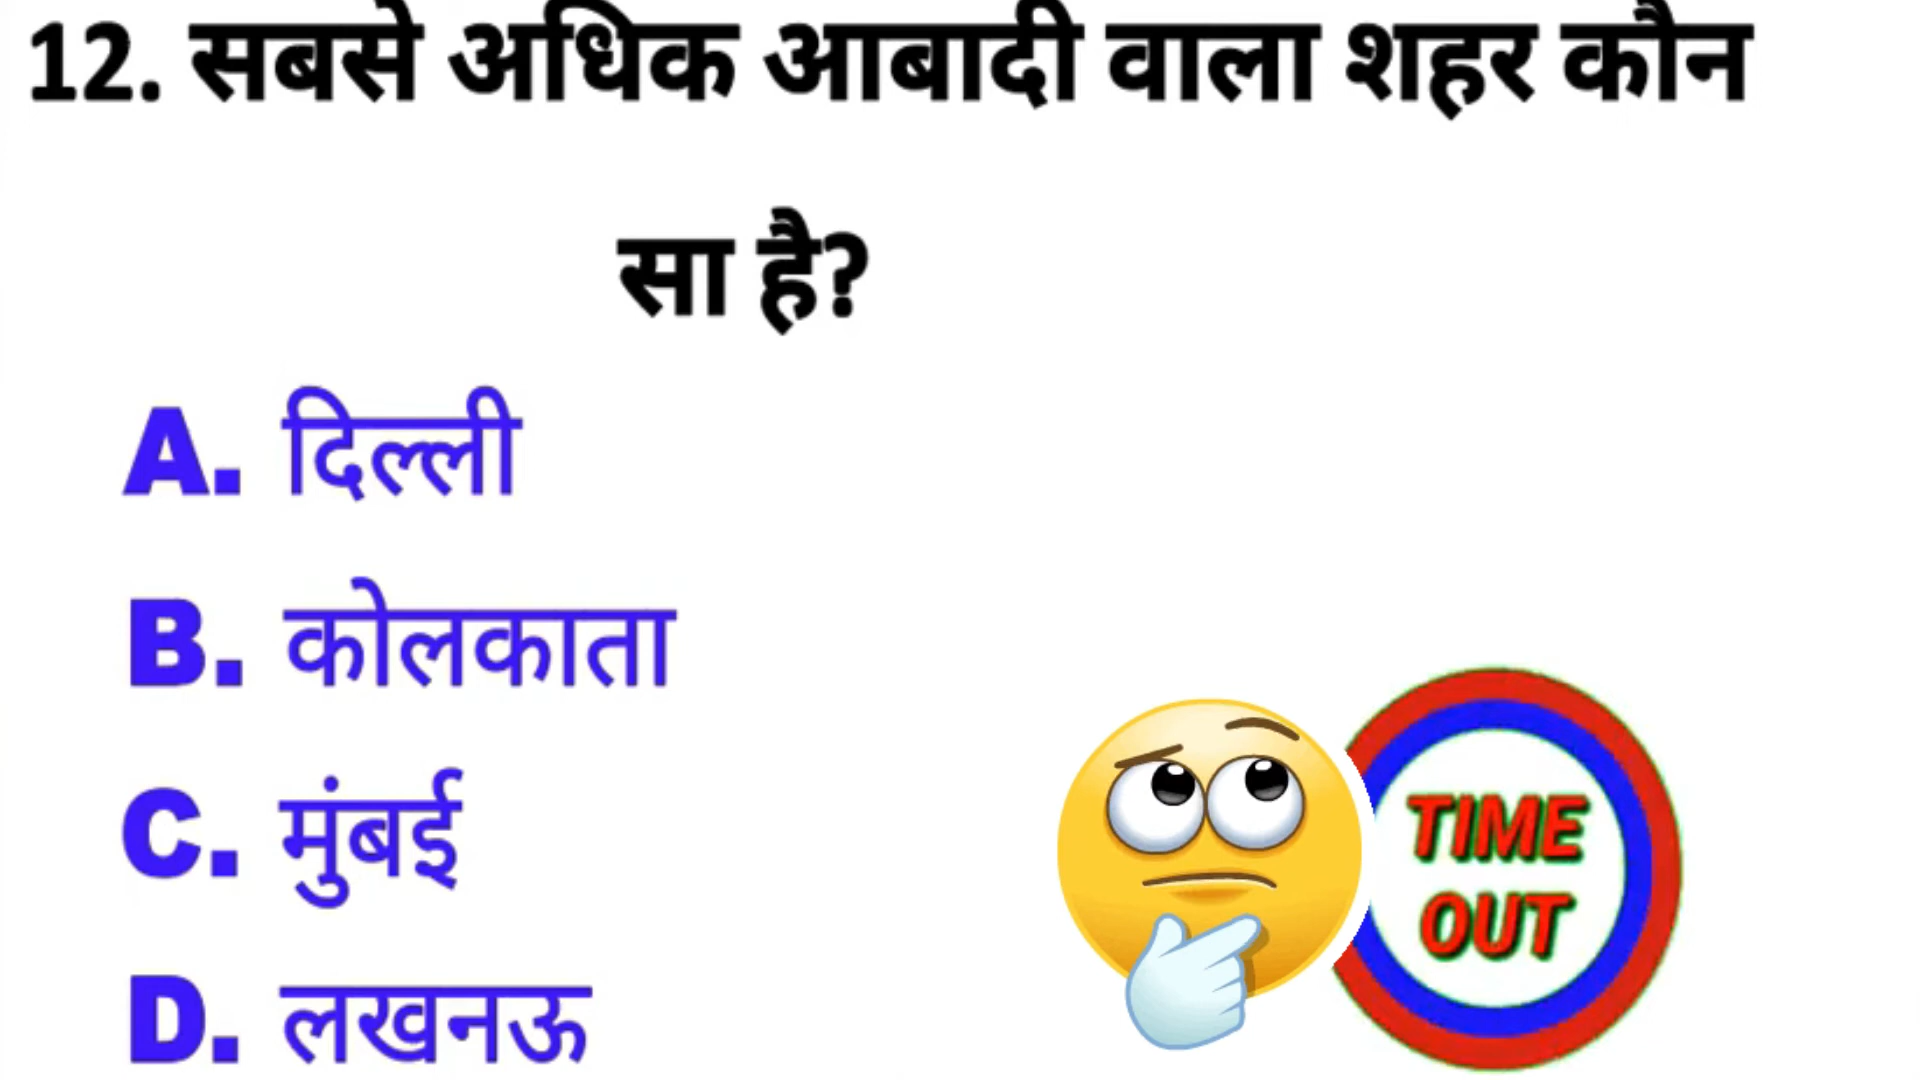 12. सबसे अधिक आबादी वाला शहर कौन
सा है?
A. दिल्ली
B. कोलकाता
C. मुंबई
D. लखनऊ
TIME
OUT